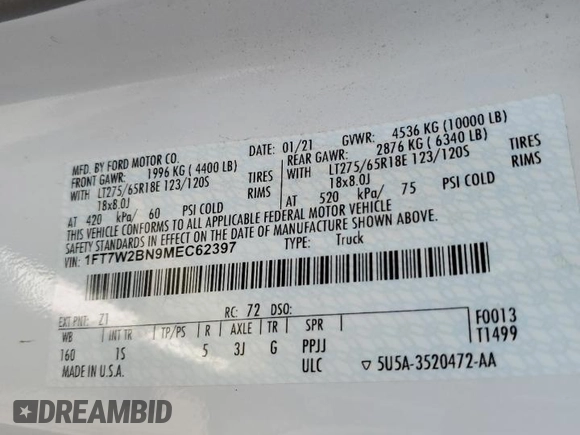 MFD. BY FORD MOTOR CO.
DATE: 01/21 GVWR: 4536 KG (10000 LB)
FRONT GAWR: 1996 KG (4400 LB) REAR GAWR: 2876 KG (6340 LB)
WITH LT275/65R18E 123/120S TIRES WITH LT275/65R18E 123/120S TIRES
18x8.0J RIMS 18x8.0J RIMS
AT 420 kPa/ 60 PSI COLD AT 520 kPa/ 75 PSI COLD
THIS VEHICLE CONFORMS TO ALL APPLICABLE FEDERAL MOTOR VEHICLE
SAFETY STANDARDS IN EFFECT ON THE DATE OF MANUFACTURE SHOWN ABOVE.
VIN: 1FT7W2BN9MEC62397 TYPE: Truck
EXT PNT: Z1 RC: 72 DSO:
WB INT TR TP/PS R AXLE TR SPR F0013
160 1S 5 3J G PPJJ T1499
MADE IN U.S.A. ULC ▽ 5U5A-3520472-AA
DREAMBID